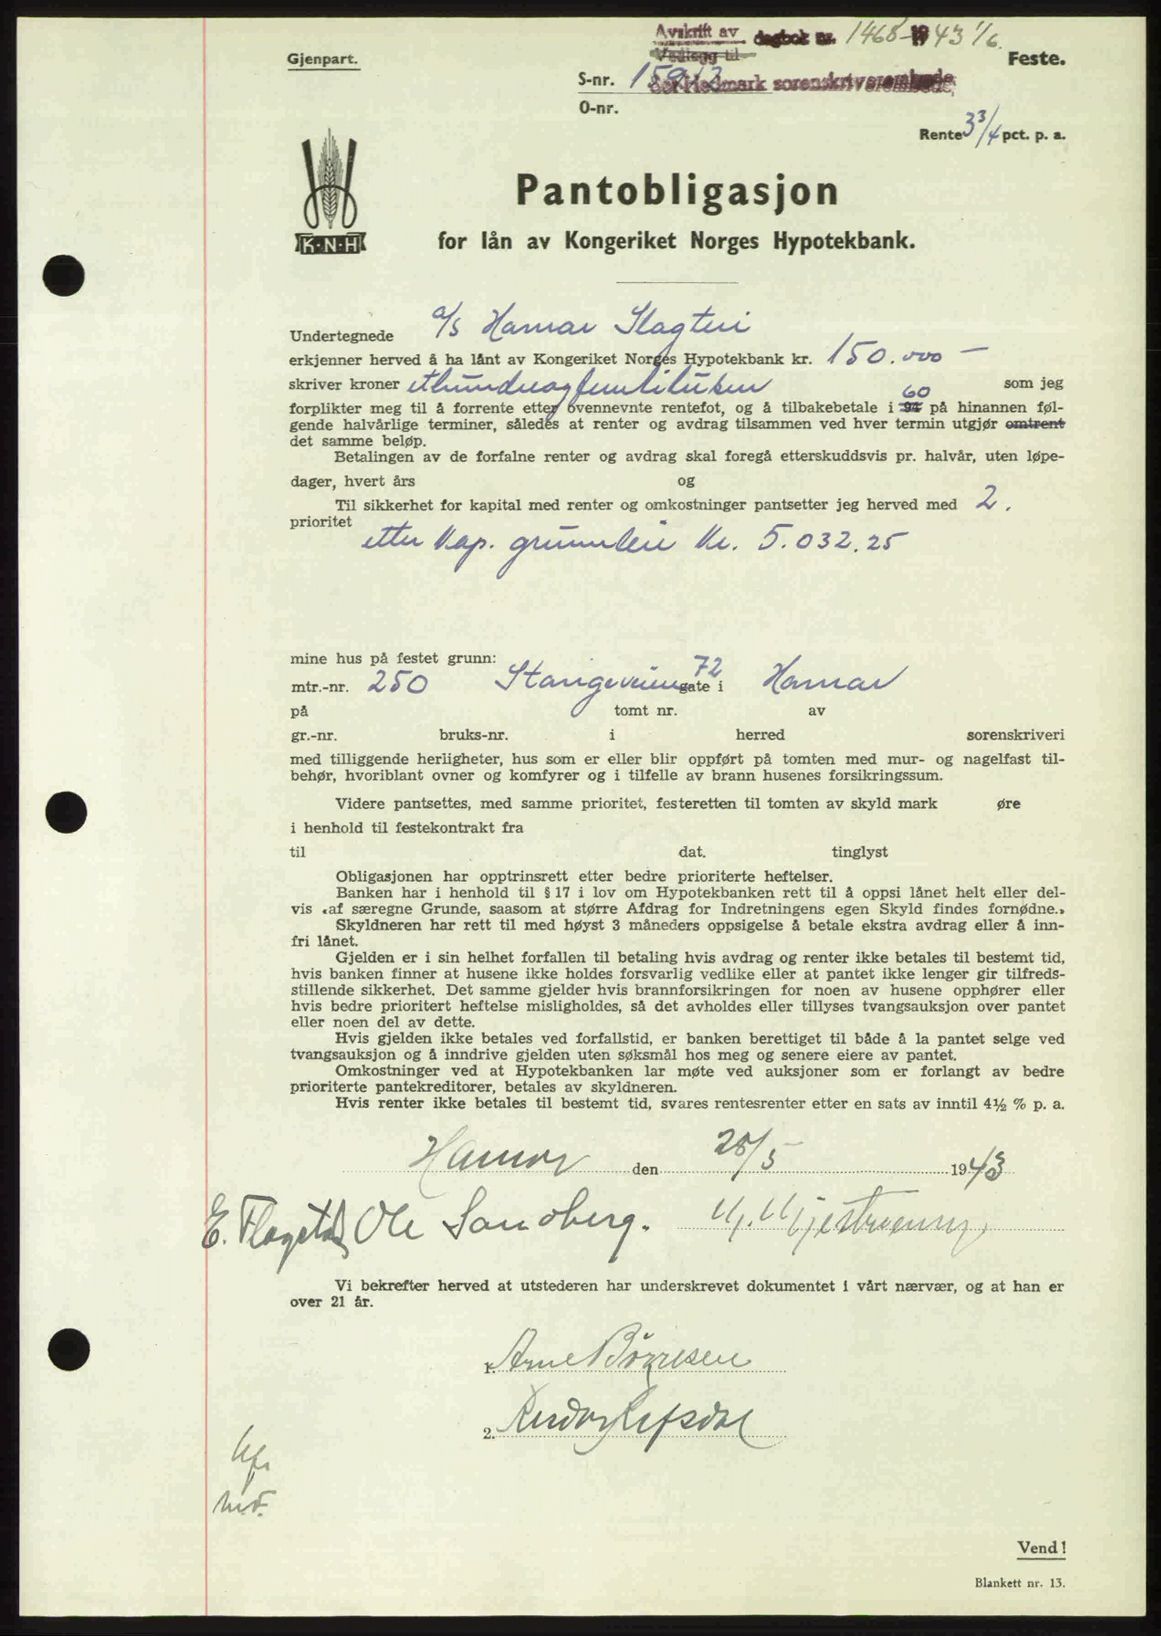 Avskrift av dagbok nr. 1468 - 1943 1/6.
Gjenpart.
Vedlegg til
Feste.
S-nr. 15913
sorenskriverembede,
O-nr.
Rente 3 3/4 pct. p. a.
K·N·H
Pantobligasjon
for lån av Kongeriket Norges Hypotekbank.
Undertegnede a/s Hamar Slagteri
erkjenner herved å ha lånt av Kongeriket Norges Hypotekbank kr. 150.000 —
skriver kroner etthundreogfemtitusen som jeg
60
forplikter meg til å forrente etter ovennevnte rentefot, og å tilbakebetale i på hinannen føl-
gende halvårlige terminer, således at renter og avdrag tilsammen ved hver termin utgjør omtrent
det samme beløp.
Betalingen av de forfalne renter og avdrag skal foregå etterskuddsvis pr. halvår, uten løpe-
dager, hvert års og
Til sikkerhet for kapital med renter og omkostninger pantsetter jeg herved med 2.
prioritet
etter kap. grunnleie kr. 5.032.25
mine hus på festet grunn:
mtr.-nr. 250 Stangeveien 72 gate i Hamar
på tomt nr. av
gr.-nr. bruks-nr. i herred sorenskriveri
med tilliggende herligheter, hus som er eller blir oppført på tomten med mur- og nagelfast til-
behør, hvoriblant ovner og komfyrer og i tilfelle av brann husenes forsikringssum.
Videre pantsettes, med samme prioritet, festeretten til tomten av skyld mark øre
i henhold til festekontrakt fra
til dat. tinglyst
Obligasjonen har opptrinsrett etter bedre prioriterte heftelser.
Banken har i henhold til § 17 i lov om Hypotekbanken rett til å oppsi lånet helt eller del-
vis «af særegne Grunde, saasom at større Afdrag for Indretningens egen Skyld findes fornødne.»
Skyldneren har rett til med høyst 3 måneders oppsigelse å betale ekstra avdrag eller å inn-
fri lånet.
Gjelden er i sin helhet forfallen til betaling hvis avdrag og renter ikke betales til bestemt tid,
hvis banken finner at husene ikke holdes forsvarlig vedlike eller at pantet ikke lenger gir tilfreds-
stillende sikkerhet. Det samme gjelder hvis brannforsikringen for noen av husene opphører eller
hvis bedre prioritert heftelse misligholdes, så det avholdes eller tillyses tvangsauksjon over pantet
eller noen del av dette.
Hvis gjelden ikke betales ved forfallstid, er banken berettiget til både å la pantet selge ved
tvangsauksjon og å inndrive gjelden uten søksmål hos meg og senere eiere av pantet.
Omkostninger ved at Hypotekbanken lar møte ved auksjoner som er forlangt av bedre
prioriterte pantekreditorer, betales av skyldneren.
Hvis renter ikke betales til bestemt tid, svares rentesrenter etter en sats av inntil 4½ % p. a.
Hamar den 25/5 1943
E. Flagstad Ole Sandberg.
Vi bekrefter herved at utstederen har underskrevet dokumentet i vårt nærvær, og at han er
over 21 år.
1. Arne Børresen
2.
Vend!
Blankett nr. 13.